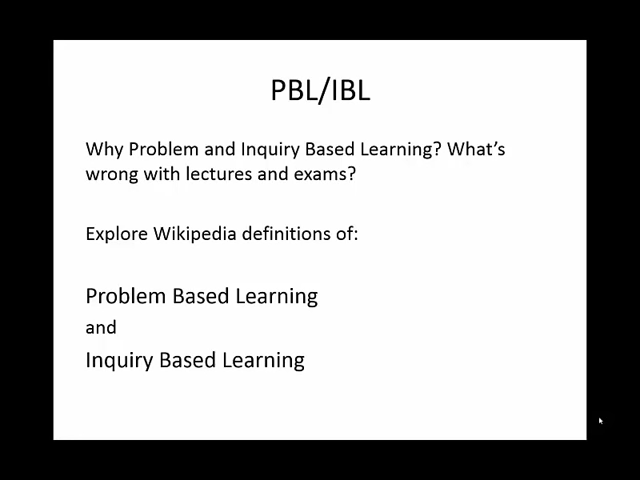 PBL/IBL
Why Problem and Inquiry Based Learning? What's
wrong with lectures and exams?
Explore Wikipedia definitions of:
Problem Based Learning
and
Inquiry Based Learning